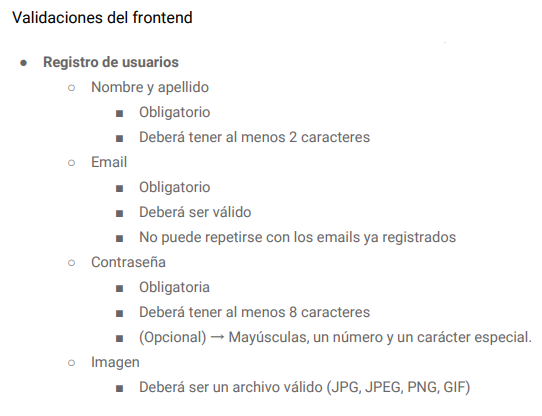 Validaciones del frontend
● Registro de usuarios
○ Nombre y apellido
■ Obligatorio
■ Deberá tener al menos 2 caracteres
○ Email
■ Obligatorio
■ Deberá ser válido
■ No puede repetirse con los emails ya registrados
○ Contraseña
■ Obligatoria
■ Deberá tener al menos 8 caracteres
■ (Opcional) → Mayúsculas, un número y un carácter especial.
○ Imagen
■ Deberá ser un archivo válido (JPG, JPEG, PNG, GIF)